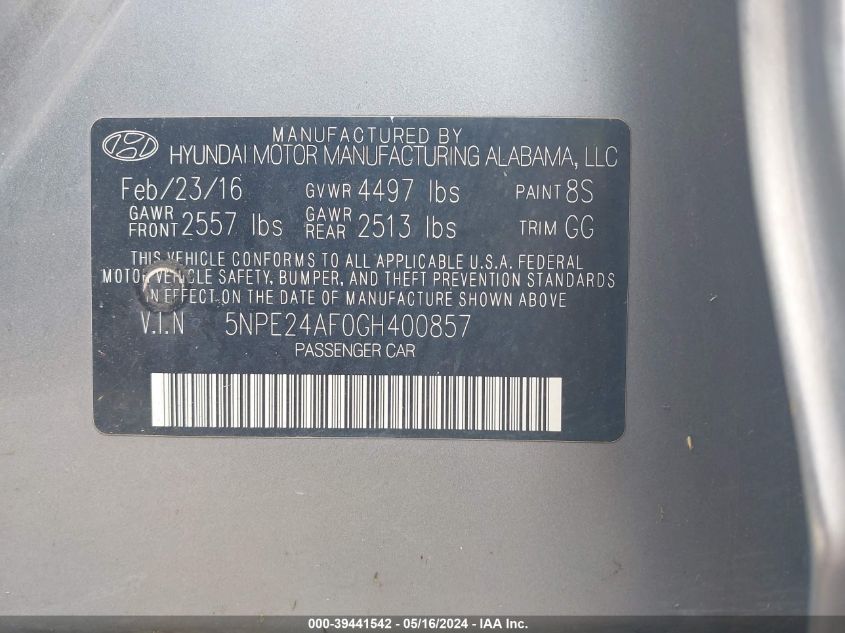 MANUFACTURED BY
HYUNDAI MOTOR MANUFACTURING ALABAMA, LLC
Feb/23/16 GVWR 4497 lbs PAINT 8S
GAWR FRONT 2557 lbs GAWR REAR 2513 lbs TRIM GG
THIS VEHICLE CONFORMS TO ALL APPLICABLE U.S.A. FEDERAL
MOTOR VEHICLE SAFETY, BUMPER, AND THEFT PREVENTION STANDARDS
IN EFFECT ON THE DATE OF MANUFACTURE SHOWN ABOVE
V.I.N 5NPE24AF0GH400857
PASSENGER CAR
000-39441542 - 05/16/2024 - IAA Inc.